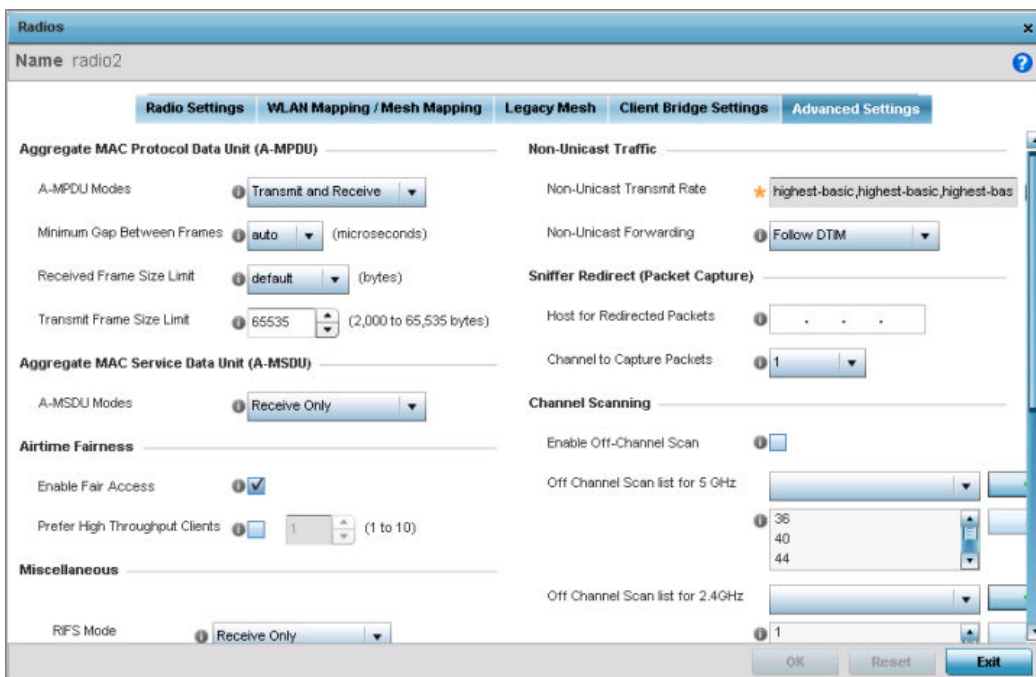 Radios
Name radio2
Radio Settings
WLAN Mapping / Mesh Mapping
Legacy Mesh
Client Bridge Settings
Advanced Settings
Aggregate MAC Protocol Data Unit (A-MPDU)
A-MPDU Modes Transmit and Receive
Minimum Gap Between Frames auto (microseconds)
Received Frame Size Limit default (bytes)
Transmit Frame Size Limit 65535 (2,000 to 65,535 bytes)
Aggregate MAC Service Data Unit (A-MSDU)
A-MSDU Modes Receive Only
Airtime Fairness
Enable Fair Access
Prefer High Throughput Clients 1 (1 to 10)
Miscellaneous
RIFS Mode Receive Only
Non-Unicast Traffic
Non-Unicast Transmit Rate highest-basic,highest-basic,highest-bas
Non-Unicast Forwarding Follow DTIM
Sniffer Redirect (Packet Capture)
Host for Redirected Packets . . .
Channel to Capture Packets 1
Channel Scanning
Enable Off-Channel Scan
Off Channel Scan list for 5 GHz
36
40
44
Off Channel Scan list for 2.4GHz
1
OK
Reset
Exit